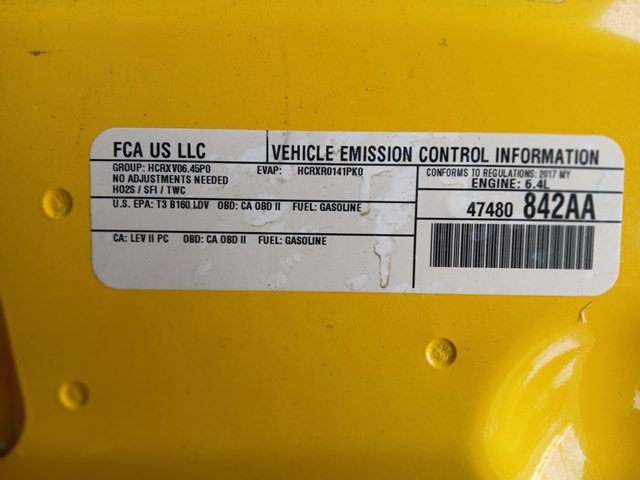 FCA US LLC
VEHICLE EMISSION CONTROL INFORMATION
GROUP: HCRXV06.45P0 EVAP: HCRXR0141PK0
NO ADJUSTMENTS NEEDED
HO2S / SFI / TWC
CONFORMS TO REGULATIONS: 2017 MY
ENGINE: 6.4L
U.S. EPA: T3 B160 LDV OBD: CA OBD II FUEL: GASOLINE
47480 842AA
CA: LEV II PC OBD: CA OBD II FUEL: GASOLINE